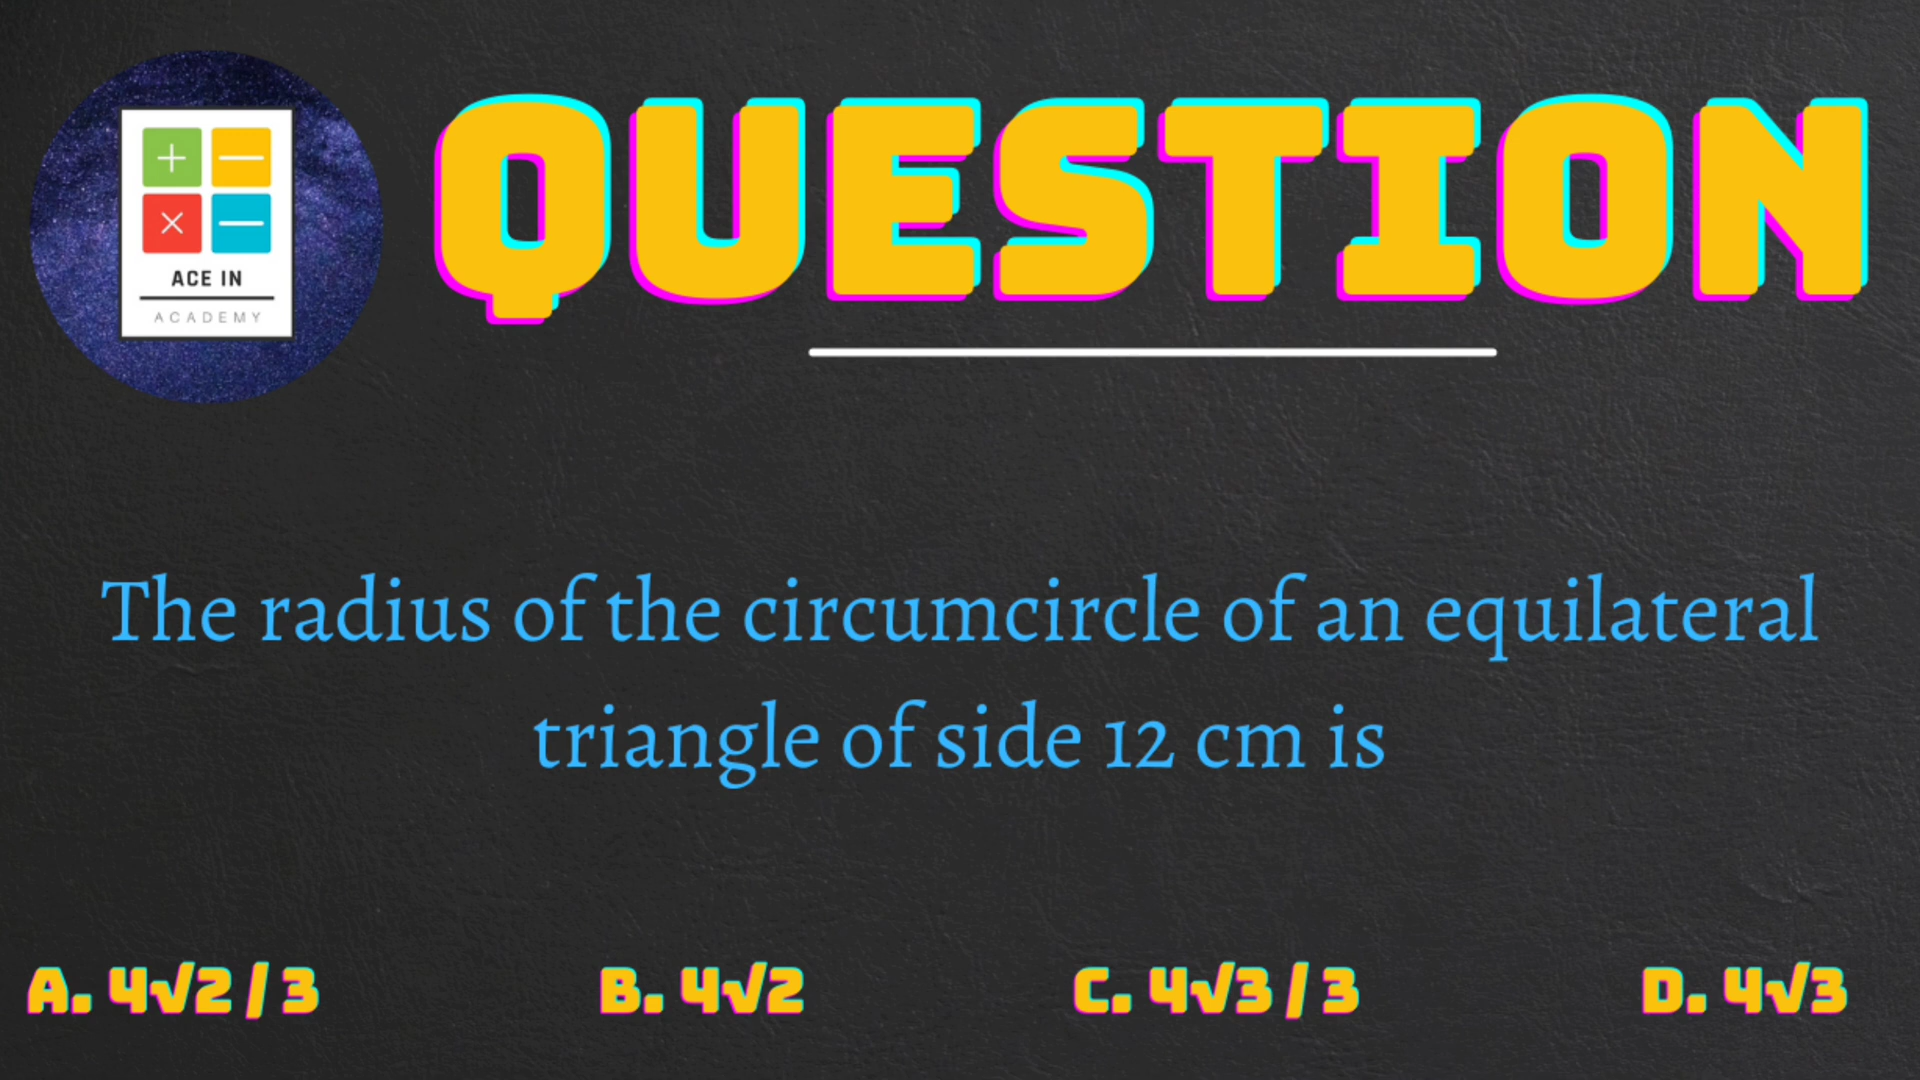 + —
× —
ACE IN
ACADEMY
QUESTION
The radius of the circumcircle of an equilateral
triangle of side 12 cm is
A. 4√2 / 3 B. 4√2 C. 4√3 / 3 D. 4√3